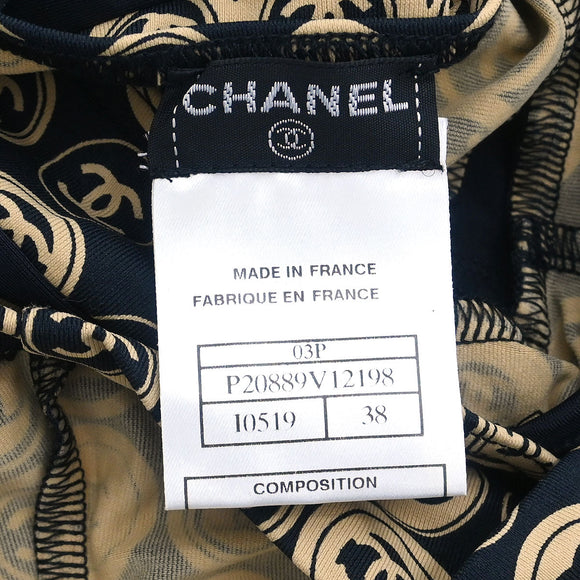 CHANEL
MADE IN FRANCE
FABRIQUE EN FRANCE
03P
P20889V12198
I0519 38
COMPOSITION